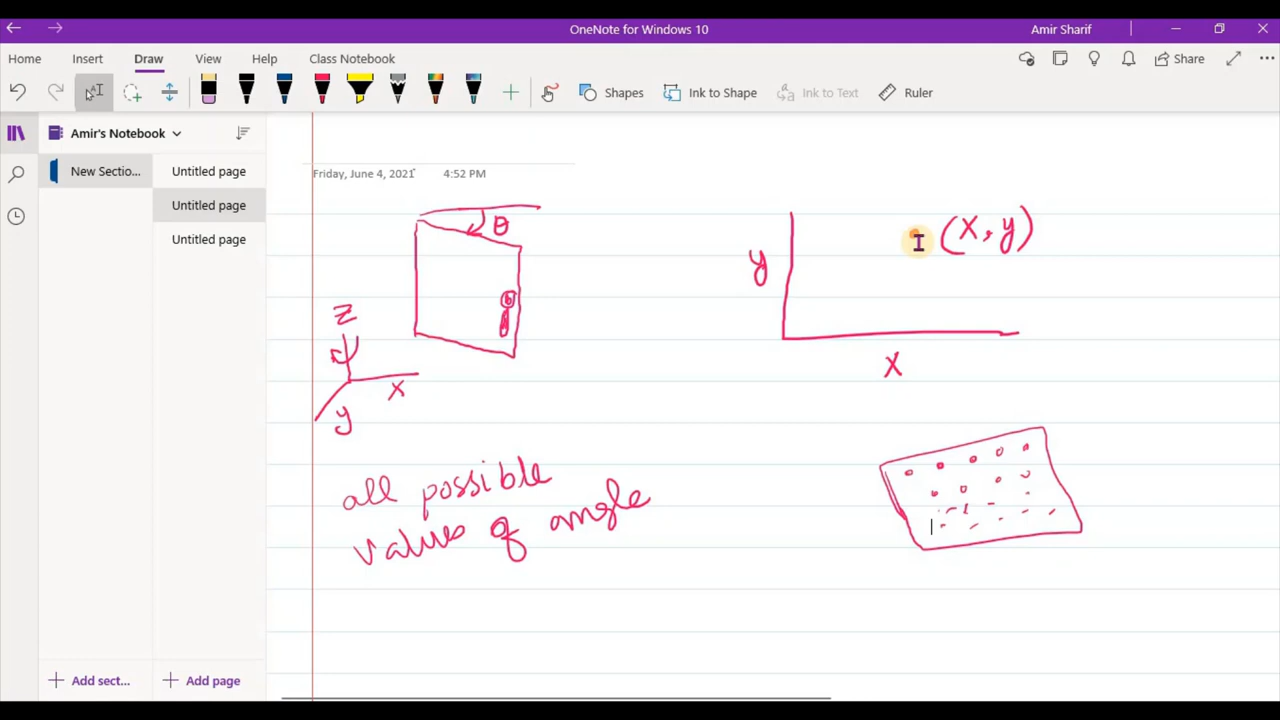 OneNote for Windows 10
Amir Sharif
Home Insert Draw View Help Class Notebook
Share
Shapes
Ink to Shape
Ink to Text
Ruler
Amir's Notebook
New Sectio...
Untitled page
Untitled page
Untitled page
Friday, June 4, 2021
4:52 PM
θ
z
x
y
(x, y)
y
x
all possible
values of angle
Add sect...
Add page